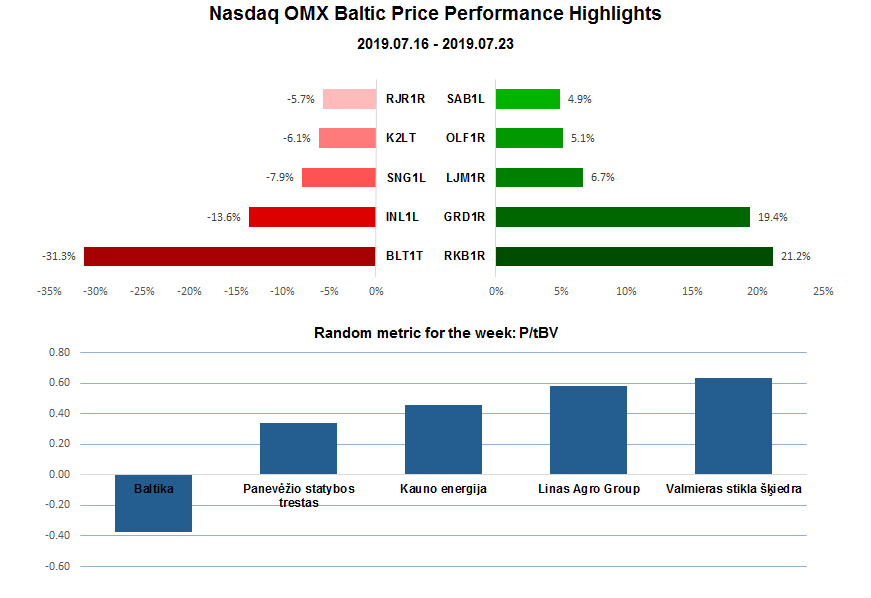 Nasdaq OMX Baltic Price Performance Highlights
2019.07.16 - 2019.07.23
-5.7% RJR1R SAB1L 4.9%
-6.1% K2LT OLF1R 5.1%
-7.9% SNG1L LJM1R 6.7%
-13.6% INL1L GRD1R 19.4%
-31.3% BLT1T RKB1R 21.2%
-35% -30% -25% -20% -15% -10% -5% 0% 0% 5% 10% 15% 20% 25%
Random metric for the week: P/tBV
0.80
0.60
0.40
0.20
0.00
Baltika Panevėžio statybos Kauno energija Linas Agro Group Valmieras stikla šķiedra
trestas
-0.20
-0.40
-0.60